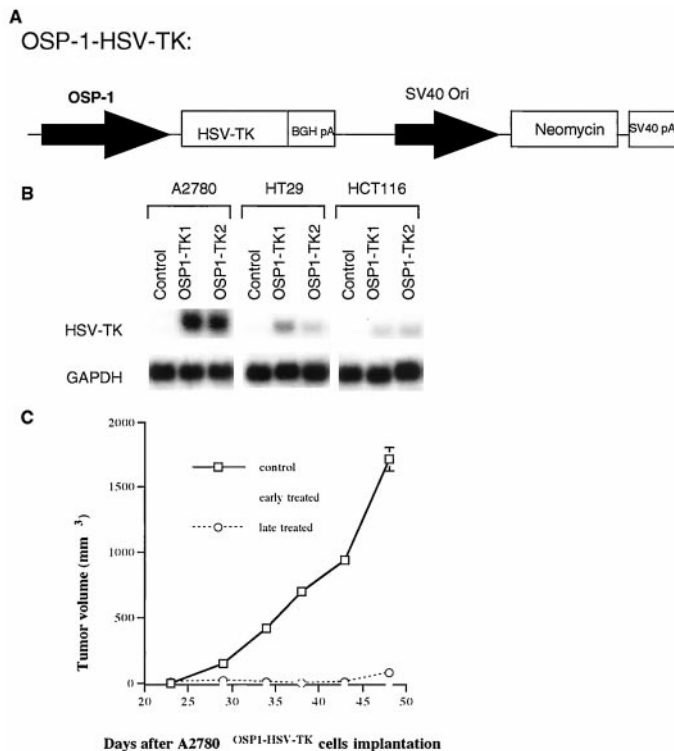 A
OSP-1-HSV-TK:
OSP-1
SV40 Ori
HSV-TK
BGH pA
Neomycin
SV40 pA
B
A2780 HT29 HCT116
Control OSP1-TK1 OSP1-TK2 Control OSP1-TK1 OSP1-TK2 Control OSP1-TK1 OSP1-TK2
HSV-TK
GAPDH
C
2000
1500
1000
500
0
Tumor volume (mm 3)
control
early treated
late treated
20 25 30 35 40 45 50
Days after A2780 OSP1-HSV-TK cells implantation